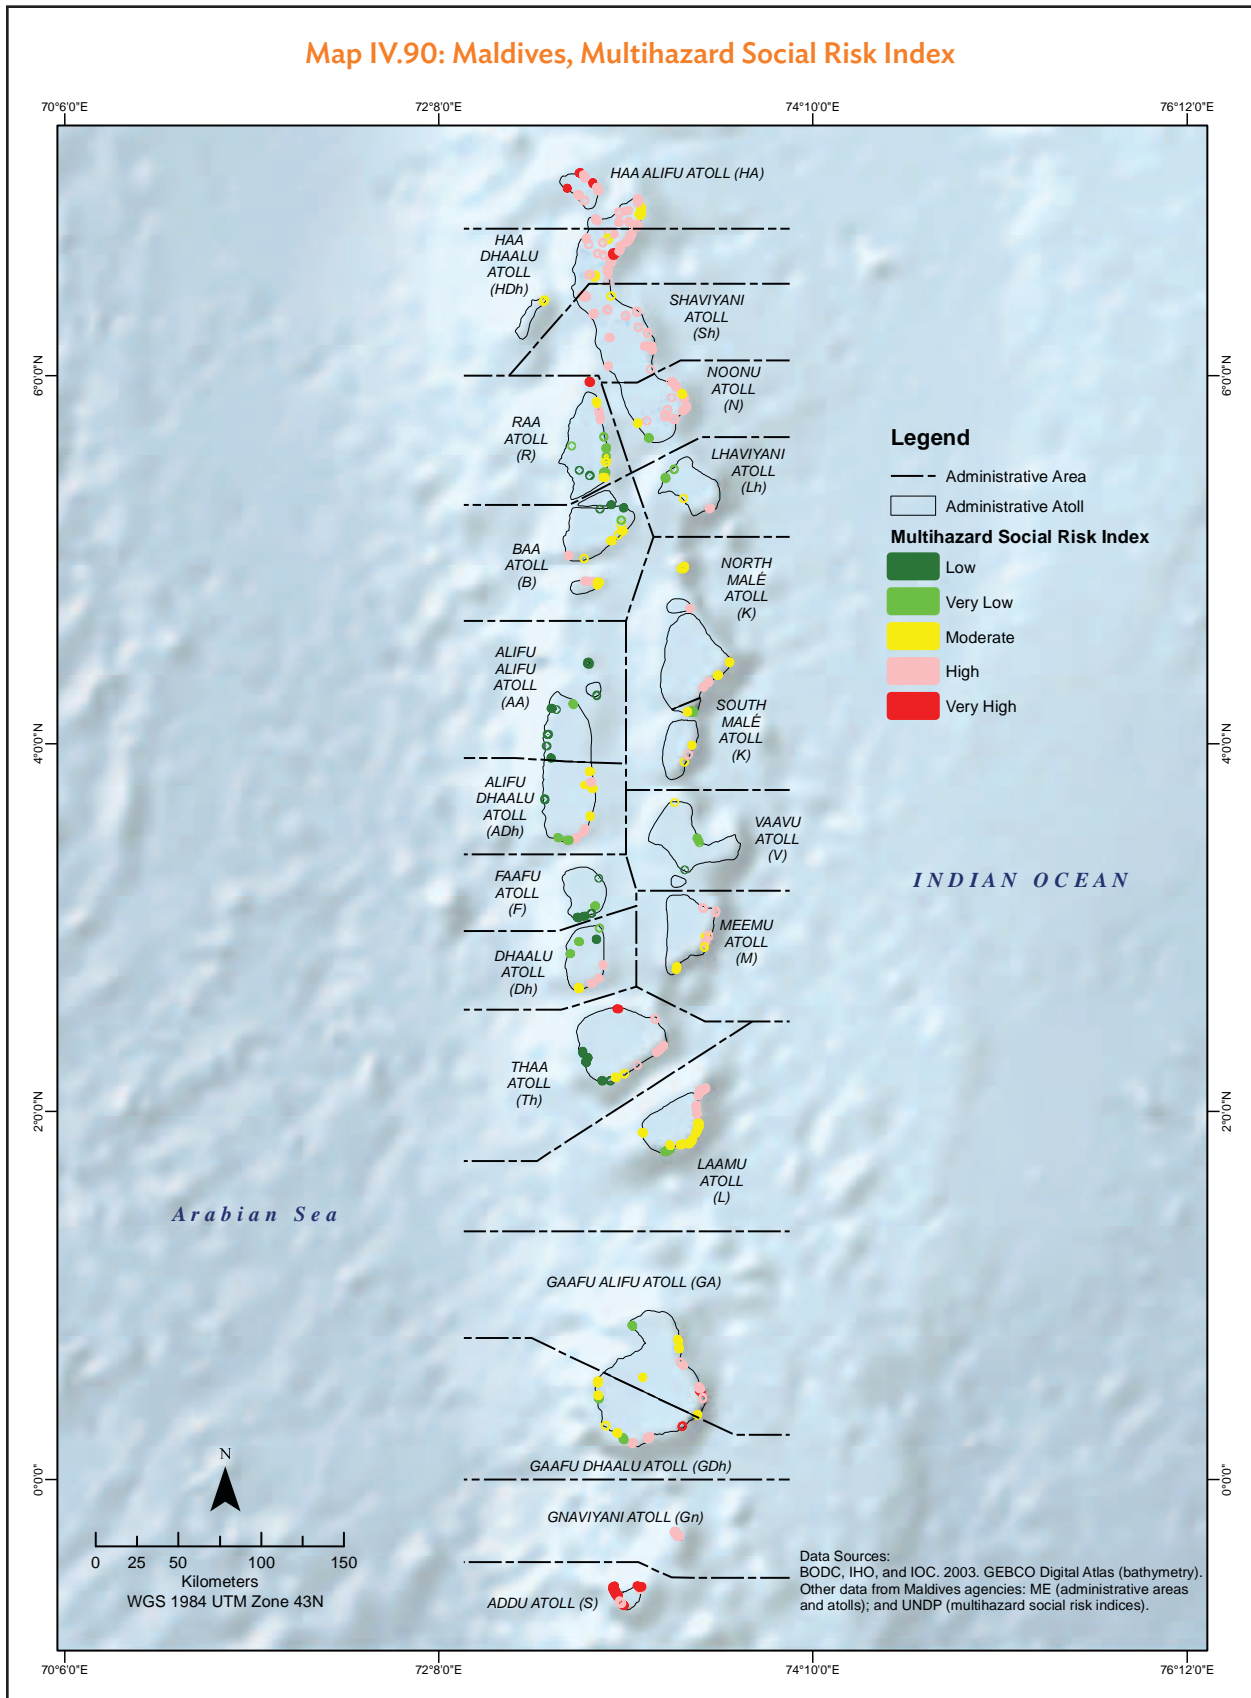 Map IV.90: Maldives, Multihazard Social Risk Index
70°6'0"E
72°8'0"E
74°10'0"E
76°12'0"E
HAA ALIFU ATOLL (HA)
HAA
DHAALU
ATOLL
(HDh)
SHAVIYANI
ATOLL
(Sh)
6°0'0"N
6°0'0"N
NOONU
ATOLL
(N)
RAA
ATOLL
(R)
LHAVIYANI
ATOLL
(Lh)
BAA
ATOLL
(B)
NORTH
MALÉ
ATOLL
(K)
ALIFU
ALIFU
ATOLL
(AA)
SOUTH
MALÉ
ATOLL
(K)
4°0'0"N
4°0'0"N
ALIFU
DHAALU
ATOLL
(ADh)
VAAVU
ATOLL
(V)
FAAFU
ATOLL
(F)
MEEMU
ATOLL
(M)
DHAALU
ATOLL
(Dh)
THAA
ATOLL
(Th)
2°0'0"N
2°0'0"N
LAAMU
ATOLL
(L)
GAAFU ALIFU ATOLL (GA)
GAAFU DHAALU ATOLL (GDh)
0°0'0"
0°0'0"
GNAVIYANI ATOLL (Gn)
ADDU ATOLL (S)
Arabian Sea
INDIAN OCEAN
Legend
Administrative Area
Administrative Atoll
Multihazard Social Risk Index
Low
Very Low
Moderate
High
Very High
N
0 25 50 100 150
Kilometers
WGS 1984 UTM Zone 43N
Data Sources:
BODC, IHO, and IOC. 2003. GEBCO Digital Atlas (bathymetry).
Other data from Maldives agencies: ME (administrative areas
and atolls); and UNDP (multihazard social risk indices).
70°6'0"E
72°8'0"E
74°10'0"E
76°12'0"E